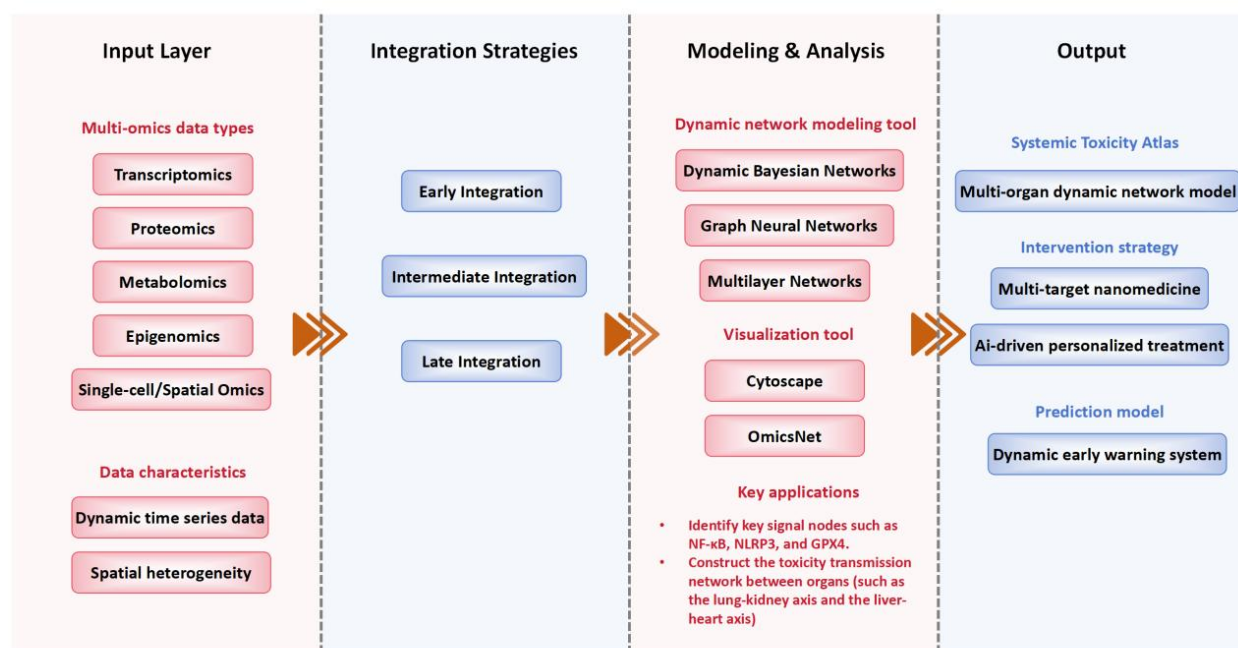 Input Layer
Multi-omics data types
Transcriptomics
Proteomics
Metabolomics
Epigenomics
Single-cell/Spatial Omics
Data characteristics
Dynamic time series data
Spatial heterogeneity
Integration Strategies
Early Integration
Intermediate Integration
Late Integration
Modeling & Analysis
Dynamic network modeling tool
Dynamic Bayesian Networks
Graph Neural Networks
Multilayer Networks
Visualization tool
Cytoscape
OmicsNet
Key applications
• Identify key signal nodes such as
NF-κB, NLRP3, and GPX4.
• Construct the toxicity transmission
network between organs (such as
the lung-kidney axis and the liver-
heart axis)
Output
Systemic Toxicity Atlas
Multi-organ dynamic network model
Intervention strategy
Multi-target nanomedicine
Ai-driven personalized treatment
Prediction model
Dynamic early warning system